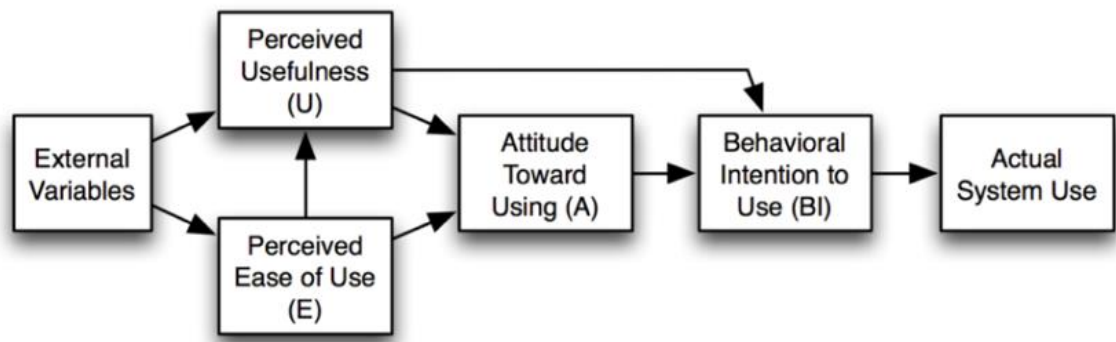 External
Variables
Perceived
Usefulness
(U)
Perceived
Ease of Use
(E)
Attitude
Toward
Using (A)
Behavioral
Intention to
Use (BI)
Actual
System Use